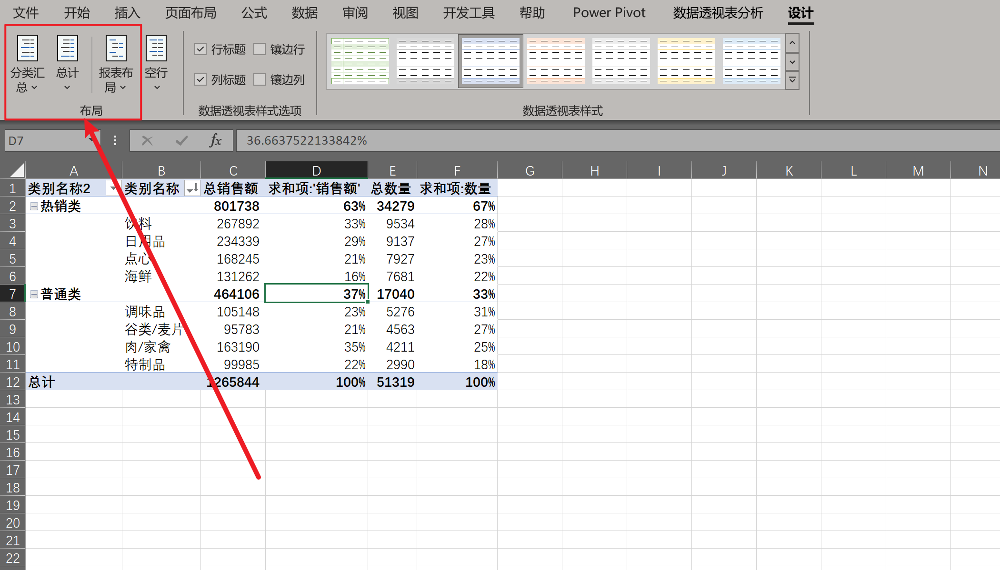 文件 开始 插入 页面布局 公式 数据 审阅 视图 开发工具 帮助 Power Pivot 数据透视表分析 设计
分类汇总 总计 报表布局 空行
布局
行标题 镶边行
列标题 镶边列
数据透视表样式选项
数据透视表样式
D7 fx 36.6637522133842%
A B C D E F G H I J K L M N
1 类别名称2 类别名称 总销售额 求和项:'销售额' 总数量 求和项:数量
2 热销类 801738 63% 34279 67%
3 饮料 267892 33% 9534 28%
4 日用品 234339 29% 9137 27%
5 点心 168245 21% 7927 23%
6 海鲜 131262 16% 7681 22%
7 普通类 464106 37% 17040 33%
8 调味品 105148 23% 5276 31%
9 谷类/麦片 95783 21% 4563 27%
10 肉/家禽 163190 35% 4211 25%
11 特制品 99985 22% 2990 18%
12 总计 1265844 100% 51319 100%
13
14
15
16
17
18
19
20
21
22